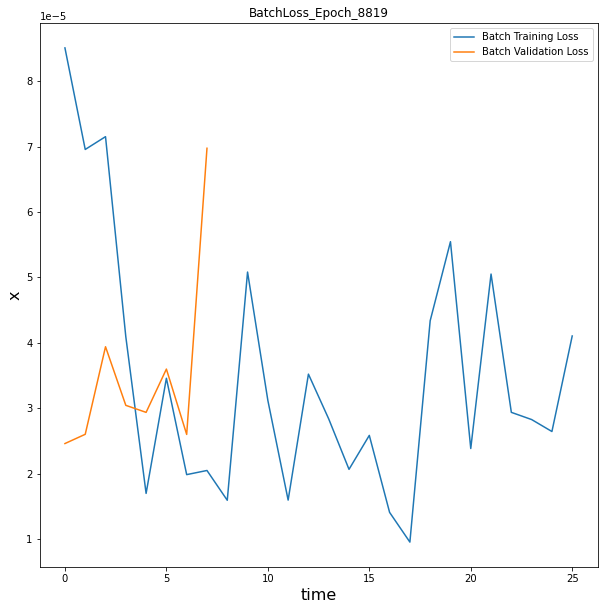 BatchLoss_Epoch_8819
1e−5
Batch Training Loss
Batch Validation Loss
8
7
6
5
4
3
2
1
x
0 5 10 15 20 25
time